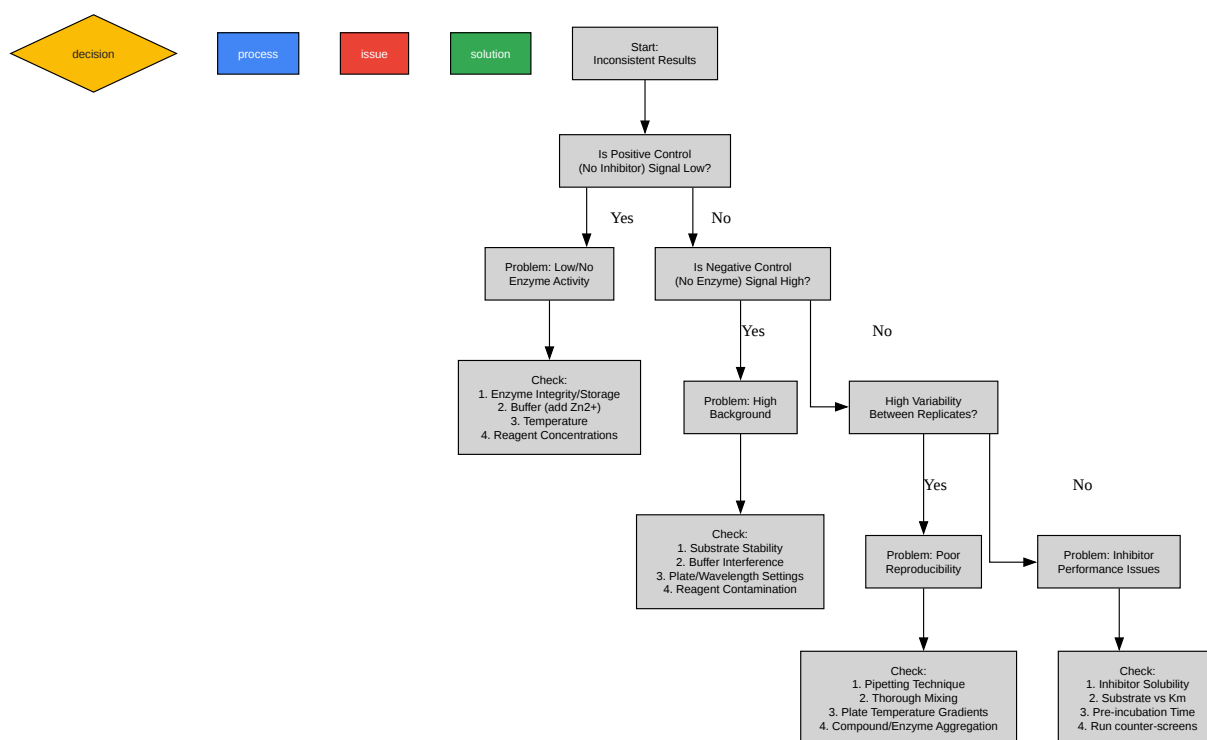 decision
process
issue
solution
Start:
Inconsistent Results
Is Positive Control
(No Inhibitor) Signal Low?
Yes
No
Problem: Low/No
Enzyme Activity
Is Negative Control
(No Enzyme) Signal High?
Check:
1. Enzyme Integrity/Storage
2. Buffer (add Zn2+)
3. Temperature
4. Reagent Concentrations
Yes
No
Problem: High
Background
High Variability
Between Replicates?
Check:
1. Substrate Stability
2. Buffer Interference
3. Plate/Wavelength Settings
4. Reagent Contamination
Yes
No
Problem: Poor
Reproducibility
Problem: Inhibitor
Performance Issues
Check:
1. Pipetting Technique
2. Thorough Mixing
3. Plate Temperature Gradients
4. Compound/Enzyme Aggregation
Check:
1. Inhibitor Solubility
2. Substrate vs Km
3. Pre-incubation Time
4. Run counter-screens